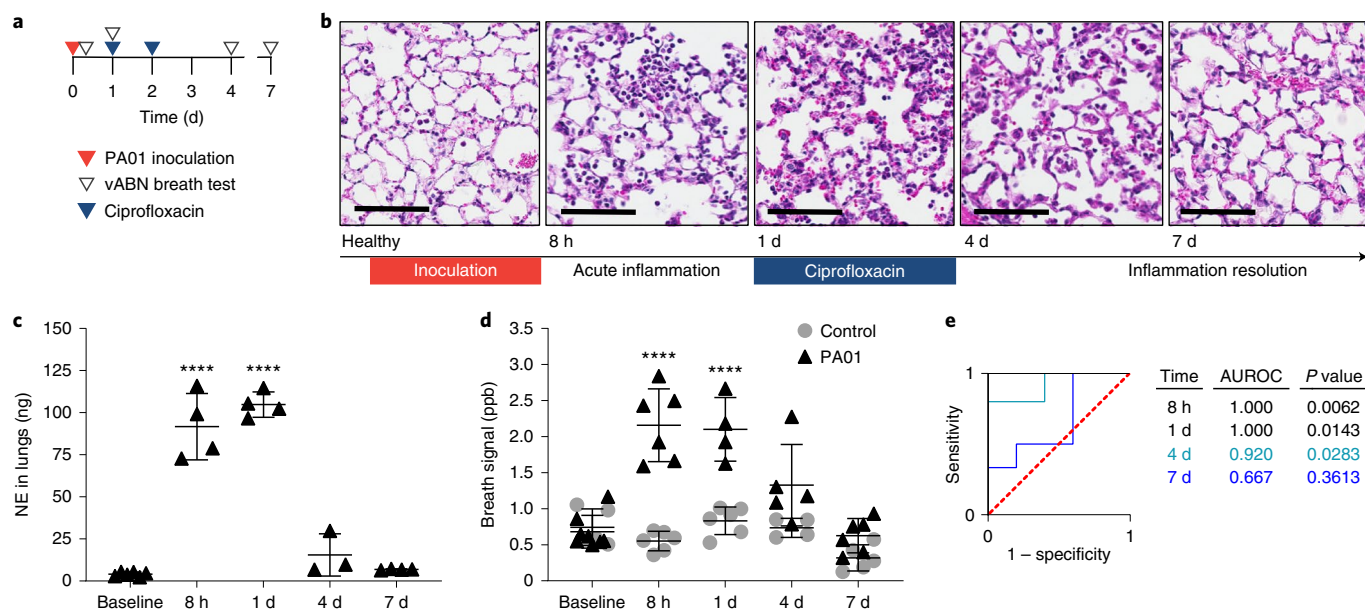 a
0 1 2 4 7
Time (d)
PA01 inoculation
vABN breath test
Ciprofloxacin
b
Healthy 8 h 1 d 4 d 7 d
Inoculation Acute inflammation Ciprofloxacin Inflammation resolution
c
NE in lungs (ng)
150
125
100
75
50
25
0
**** ****
Baseline 8 h 1 d 4 d 7 d
d
Breath signal (ppb)
3.5
3.0
2.5
2.0
1.5
1.0
0.5
0
**** ****
Control
PA01
Baseline 8 h 1 d 4 d 7 d
e
Sensitivity
1
0
0 1
1 – specificity
Time AUROC P value
8 h 1.000 0.0062
1 d 1.000 0.0143
4 d 0.920 0.0283
7 d 0.667 0.3613